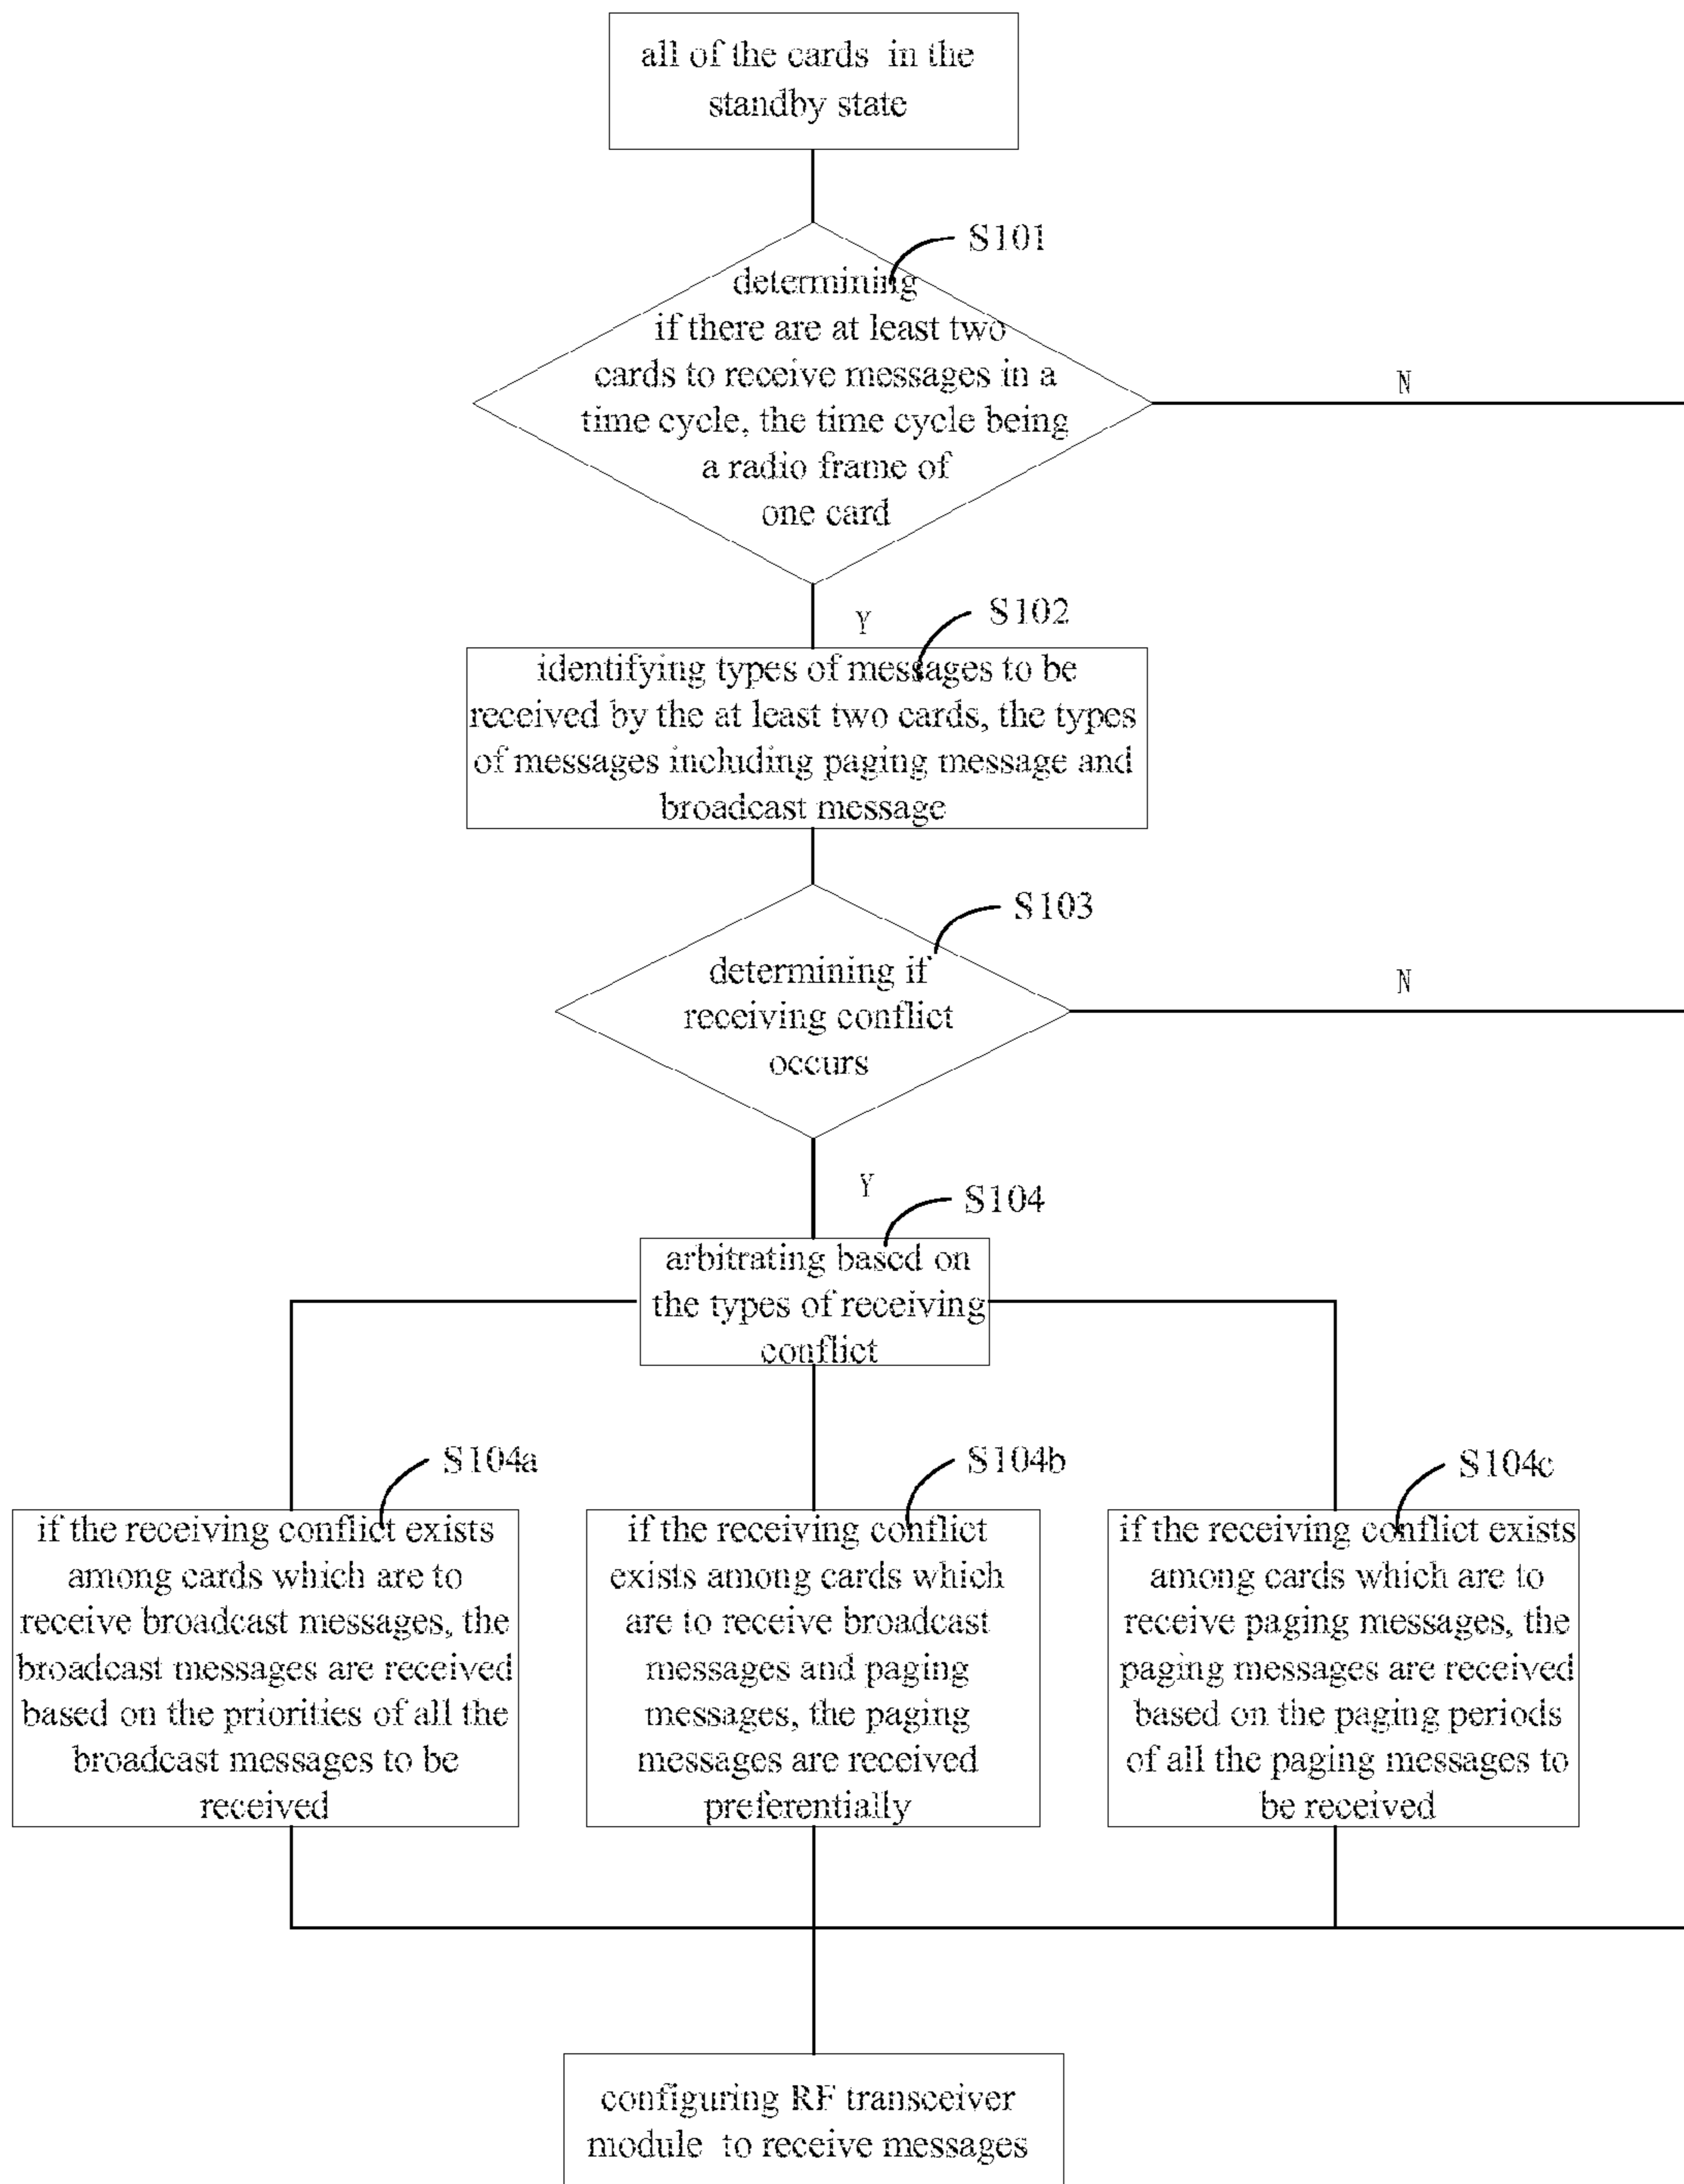 all of the cards in the
standby state
S101
determining
if there are at least two
cards to receive messages in a
time cycle, the time cycle being
a radio frame of
one card
N
Y
S102
identifying types of messages to be
received by the at least two cards, the types
of messages including paging message and
broadcast message
S103
determining if
receiving conflict
occurs
N
Y
S104
arbitrating based on
the types of receiving
conflict
S104a
if the receiving conflict exists
among cards which are to
receive broadcast messages, the
broadcast messages are received
based on the priorities of all the
broadcast messages to be
received
S104b
if the receiving conflict
exists among cards which
are to receive broadcast
messages and paging
messages, the paging
messages are received
preferentially
S104c
if the receiving conflict exists
among cards which are to
receive paging messages, the
paging messages are received
based on the paging periods
of all the paging messages to
be received
configuring RF transceiver
module to receive messages